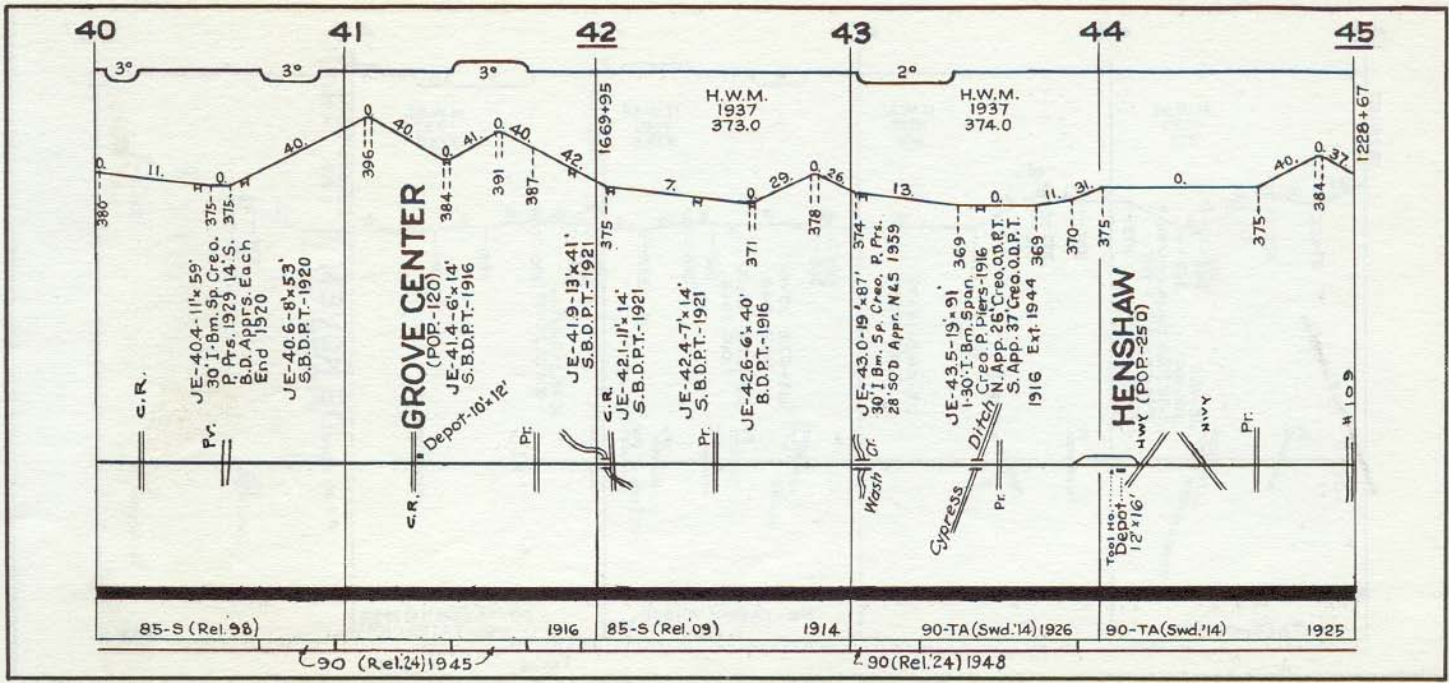 40 41 42 43 44 45
3° 3° 3° 2°
H.W.M.
1937
373.0
H.W.M.
1937
374.0
1669+95
1228+67
11. 0. 40. 0. 40. 0. 41. 0. 40. 42. 7. 0. 29. 0. 26. 13. 0. 11. 31. 0. 40. 0. 37.
0.
380
375
375
396
384
391
387
375
371
378
374
369
369
370
375
375
384
JE-40.4-11'x59'
30' I-Bm. Sp. Creo.
P. Prs. 1929 14' S.
B.D. Apprs. Each
End 1920
JE-40.6-8'x53'
S.B.D.P.T.-1920
GROVE CENTER
(POP.-120)
JE-41.4-6'x14'
S.B.D.P.T.-1916
JE-41.9-13'x41'
S.B.D.P.T.-1921
JE-42.1-11'x14'
S.B.D.P.T.-1921
JE-42.4-7'x14'
S.B.D.P.T.-1921
JE-42.6-6'x40'
B.D.P.T.-1916
JE-43.0-19'x87'
30' I Bm. Sp. Creo. P. Prs.
28' SOD Appr. N&S 1959
JE-43.5-19'x91'
1-30' I-Bm. Span.
Creo. P. Piers-1916
N. App. 26' Creo. O.D.P.T.
S. App. 37' Creo. O.D.P.T.
1916 Ext. 1944
HENSHAW
(POP.-250)
C.R.
Pv.
C.R.
Depot-10'x12'
Pr.
C.R.
Pr.
Wash Cr.
Cypress Ditch
Pr.
Tool Ho.
Depot
12'x16'
HWY
HWY
Pr.
# 109
85-S (Rel. 98) 1916 85-S (Rel. '09) 1914 90-TA (Swd. '14) 1926 90-TA (Swd. '14) 1925
90 (Rel. '24) 1945 90 (Rel. '24) 1948